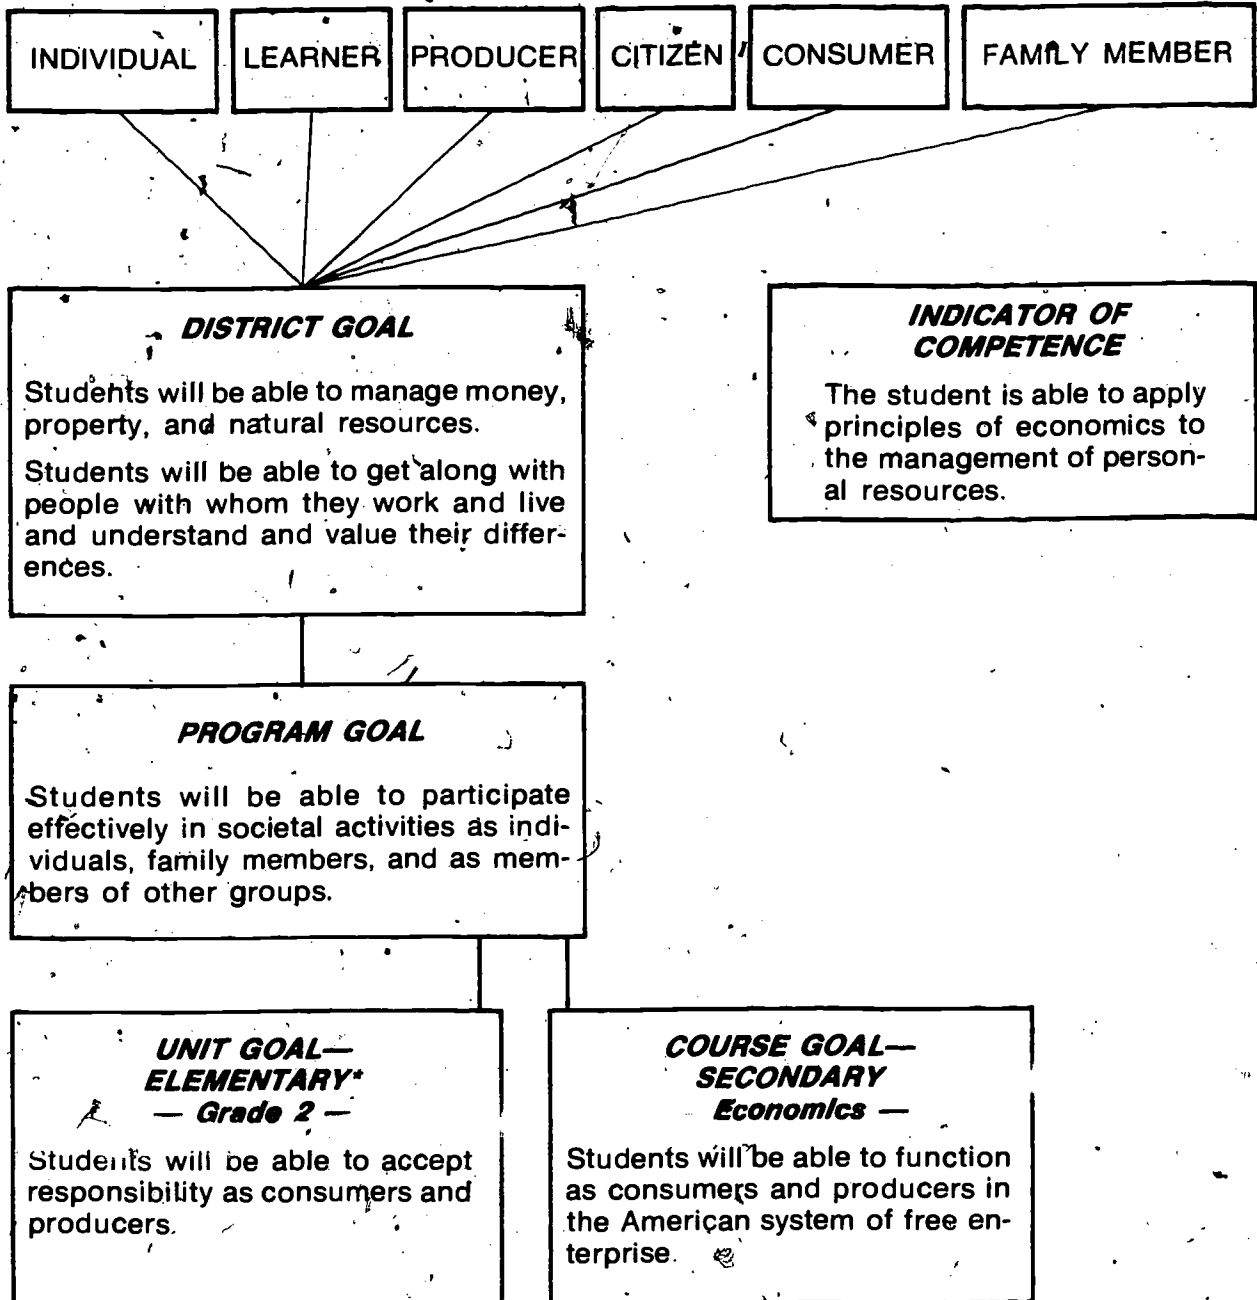 INDIVIDUAL LEARNER PRODUCER CITIZEN CONSUMER FAMILY MEMBER
DISTRICT GOAL
Students will be able to manage money,
property, and natural resources.
Students will be able to get along with
people with whom they work and live
and understand and value their differ-
ences.
INDICATOR OF
COMPETENCE
The student is able to apply
principles of economics to
the management of person-
al resources.
PROGRAM GOAL
Students will be able to participate
effectively in societal activities as indi-
viduals, family members, and as mem-
bers of other groups.
UNIT GOAL—
ELEMENTARY*
— Grade 2 —
Students will be able to accept
responsibility as consumers and
producers.
COURSE GOAL—
SECONDARY
Economics —
Students will be able to function
as consumers and producers in
the American system of free en-
terprise.